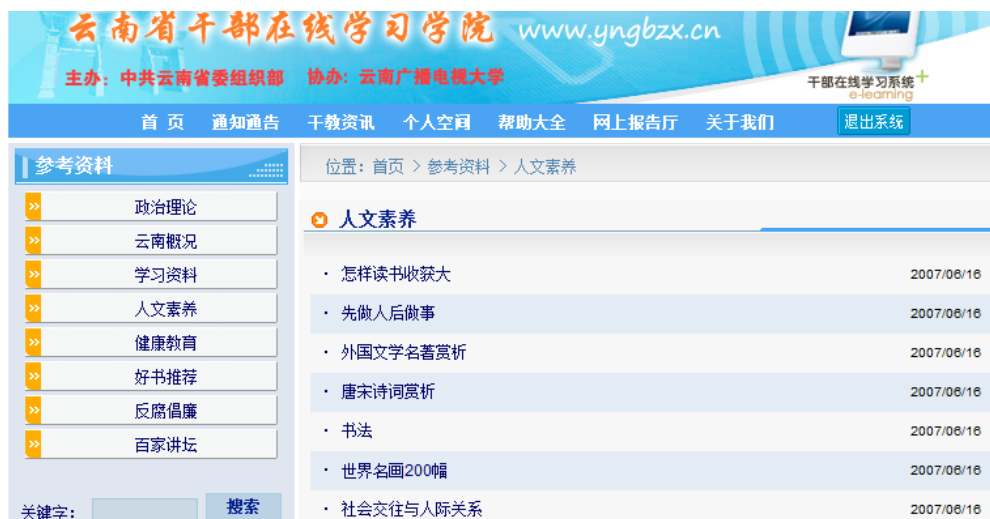 云南省干部在线学习学院 www.yngbzx.cn
主办：中共云南省委组织部 协办：云南广播电视大学
干部在线学习系统
e-learning
首 页 通知通告 干教资讯 个人空间 帮助大全 网上报告厅 关于我们 退出系统
参考资料
政治理论
云南概况
学习资料
人文素养
健康教育
好书推荐
反腐倡廉
百家讲坛
关键字： 搜索
位置：首页 > 参考资料 > 人文素养
人文素养
· 怎样读书收获大 2007/06/16
· 先做人后做事 2007/06/16
· 外国文学名著赏析 2007/06/16
· 唐宋诗词赏析 2007/06/16
· 书法 2007/06/16
· 世界名画200幅 2007/06/16
· 社会交往与人际关系 2007/06/16